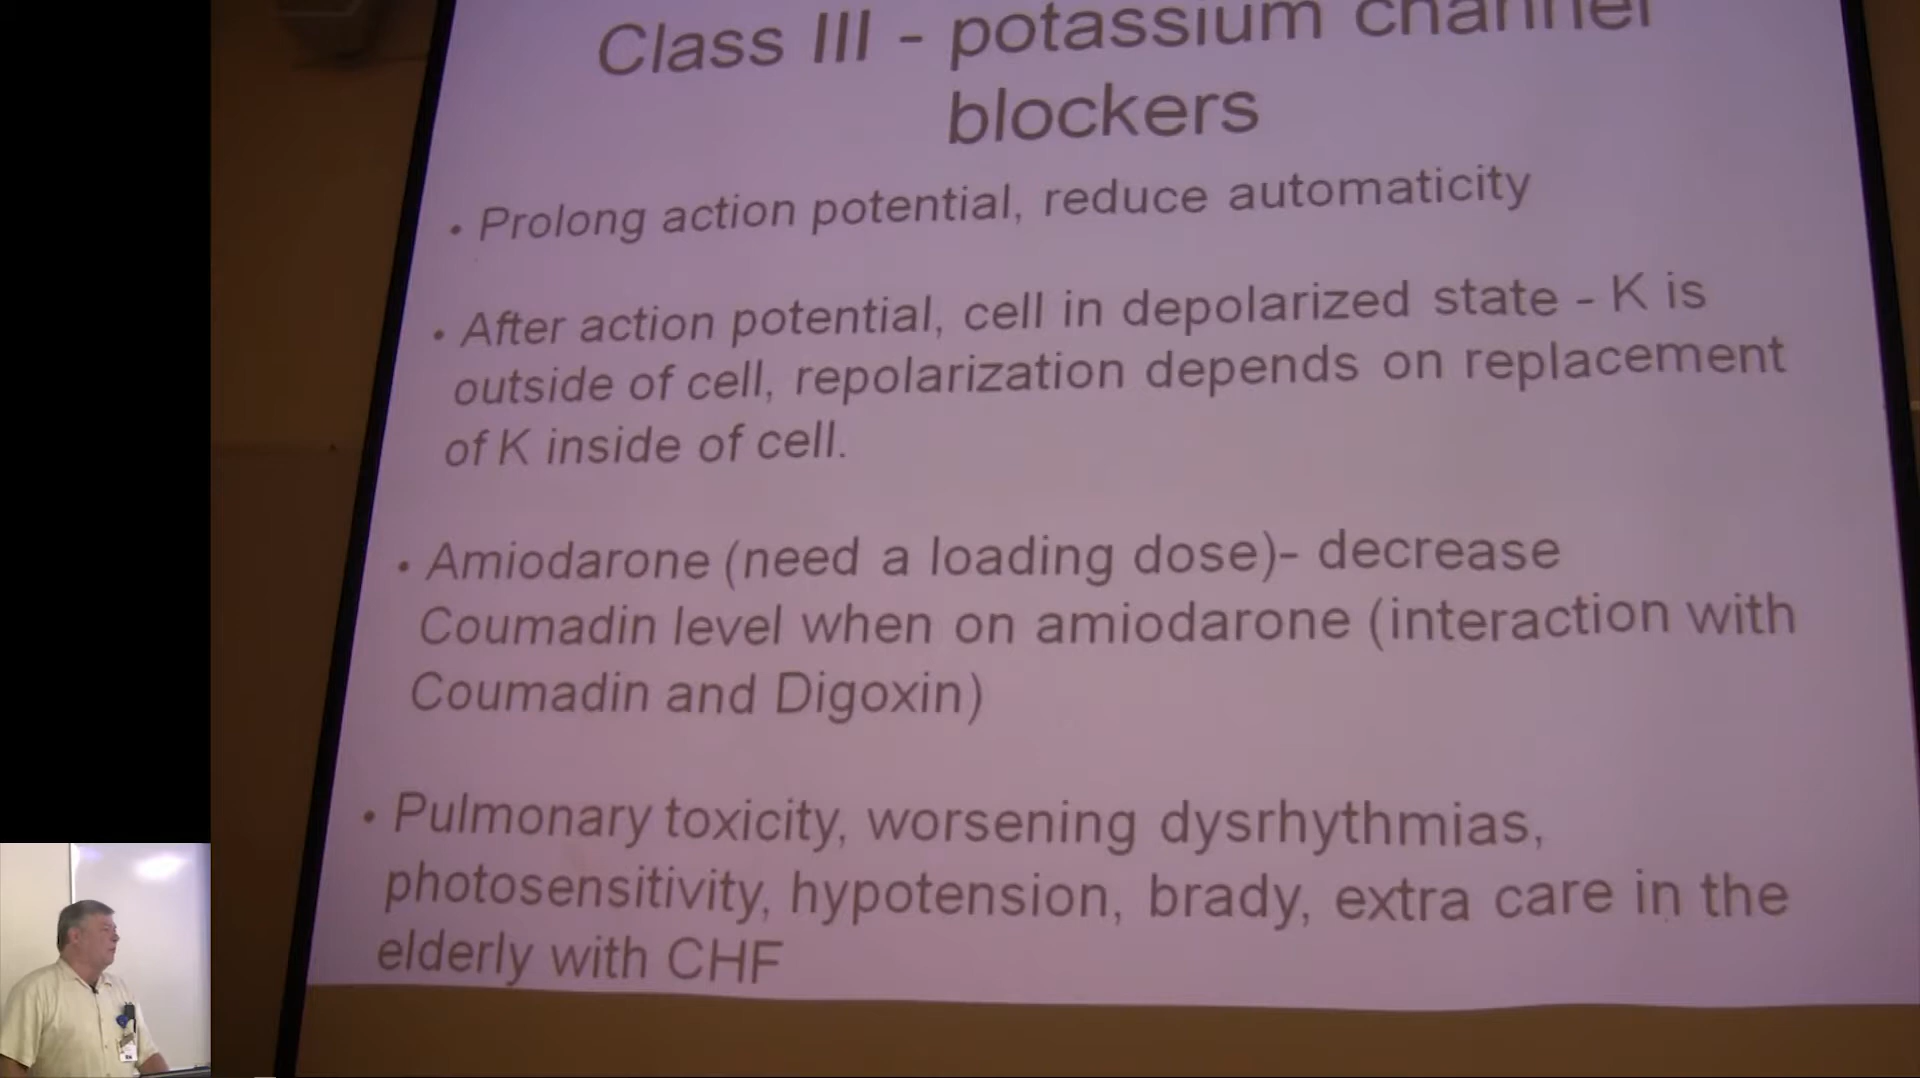 Class III - potassium channel
blockers
• Prolong action potential, reduce automaticity
• After action potential, cell in depolarized state - K is
outside of cell, repolarization depends on replacement
of K inside of cell.
• Amiodarone (need a loading dose)- decrease
Coumadin level when on amiodarone (interaction with
Coumadin and Digoxin)
• Pulmonary toxicity, worsening dysrhythmias,
photosensitivity, hypotension, brady, extra care in the
elderly with CHF